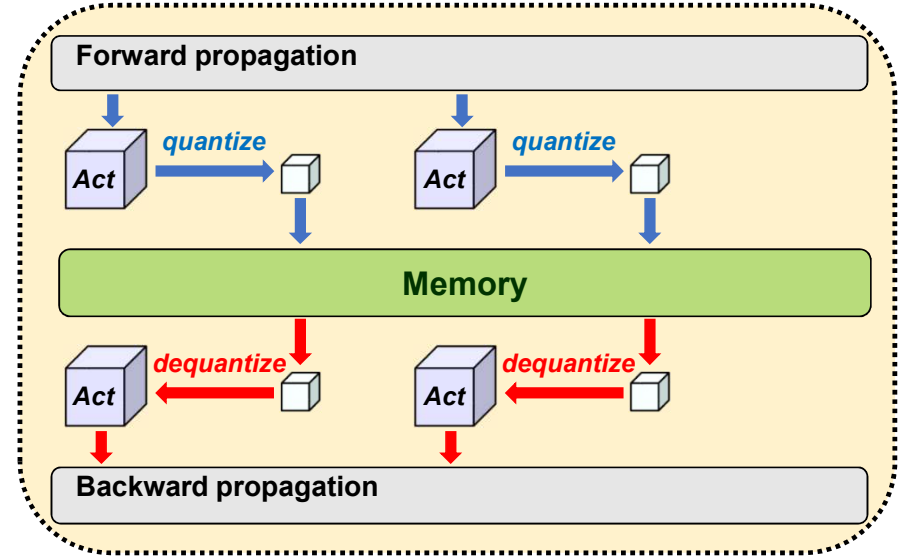 Forward propagation
quantize
quantize
Act
Act
Memory
dequantize
dequantize
Act
Act
Backward propagation